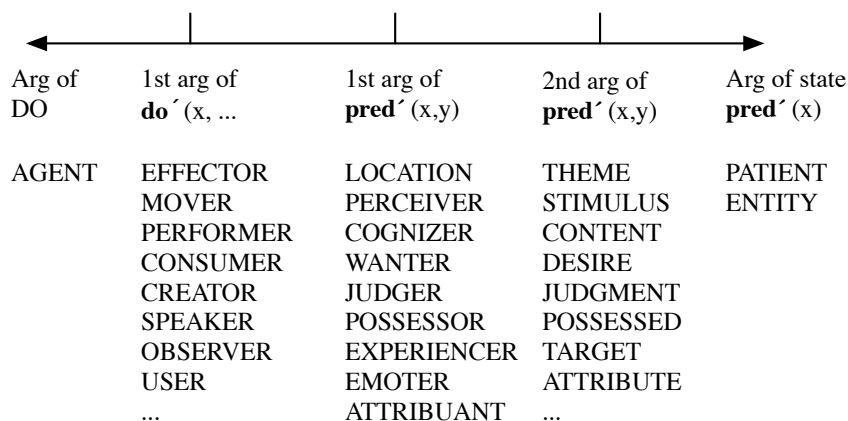 Arg of 1st arg of 1st arg of 2nd arg of Arg of state
DO do´ (x, ... pred´ (x,y) pred´ (x,y) pred´ (x)
AGENT EFFECTOR LOCATION THEME PATIENT
MOVER PERCEIVER STIMULUS ENTITY
PERFORMER COGNIZER CONTENT
CONSUMER WANTER DESIRE
CREATOR JUDGER JUDGMENT
SPEAKER POSSESSOR POSSESSED
OBSERVER EXPERIENCER TARGET
USER EMOTER ATTRIBUTE
... ATTRIBUANT ...